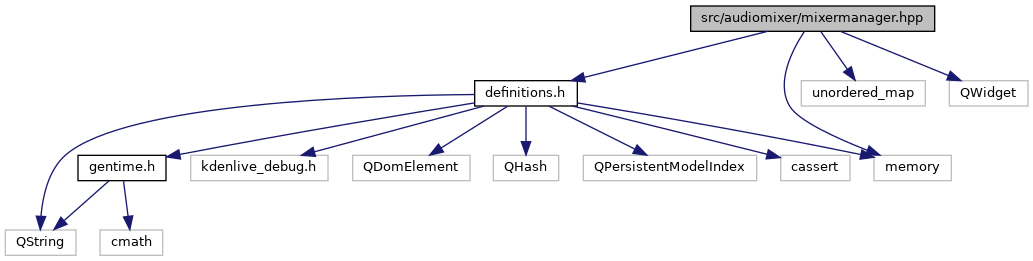 src/audiomixer/mixermanager.hpp
definitions.h
unordered_map
QWidget
gentime.h
kdenlive_debug.h
QDomElement
QHash
QPersistentModelIndex
cassert
memory
QString
cmath